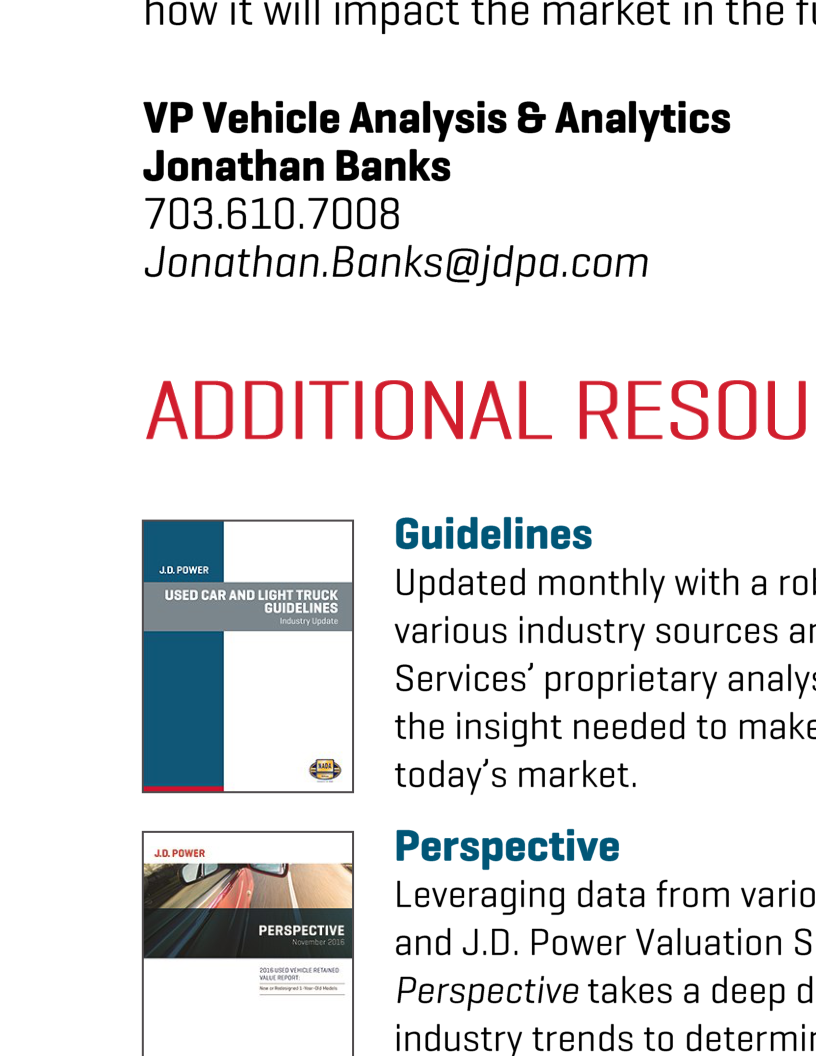 how it will impact the market in the
VP Vehicle Analysis & Analytics
Jonathan Banks
703.610.7008
Jonathan.Banks@jdpa.com
ADDITIONAL RESOU
J.D. POWER
USED CAR AND LIGHT TRUCK
GUIDELINES
Industry Update
NADA
Guidelines
Updated monthly with a rob
various industry sources an
Services’ proprietary analys
the insight needed to make
today’s market.
J.D. POWER
PERSPECTIVE
November 2016
2016 USED VEHICLE RETAINED
VALUE REPORT:
New or Redesigned 1-Year-Old Models
Perspective
Leveraging data from vario
and J.D. Power Valuation S
Perspective takes a deep d
industry trends to determin